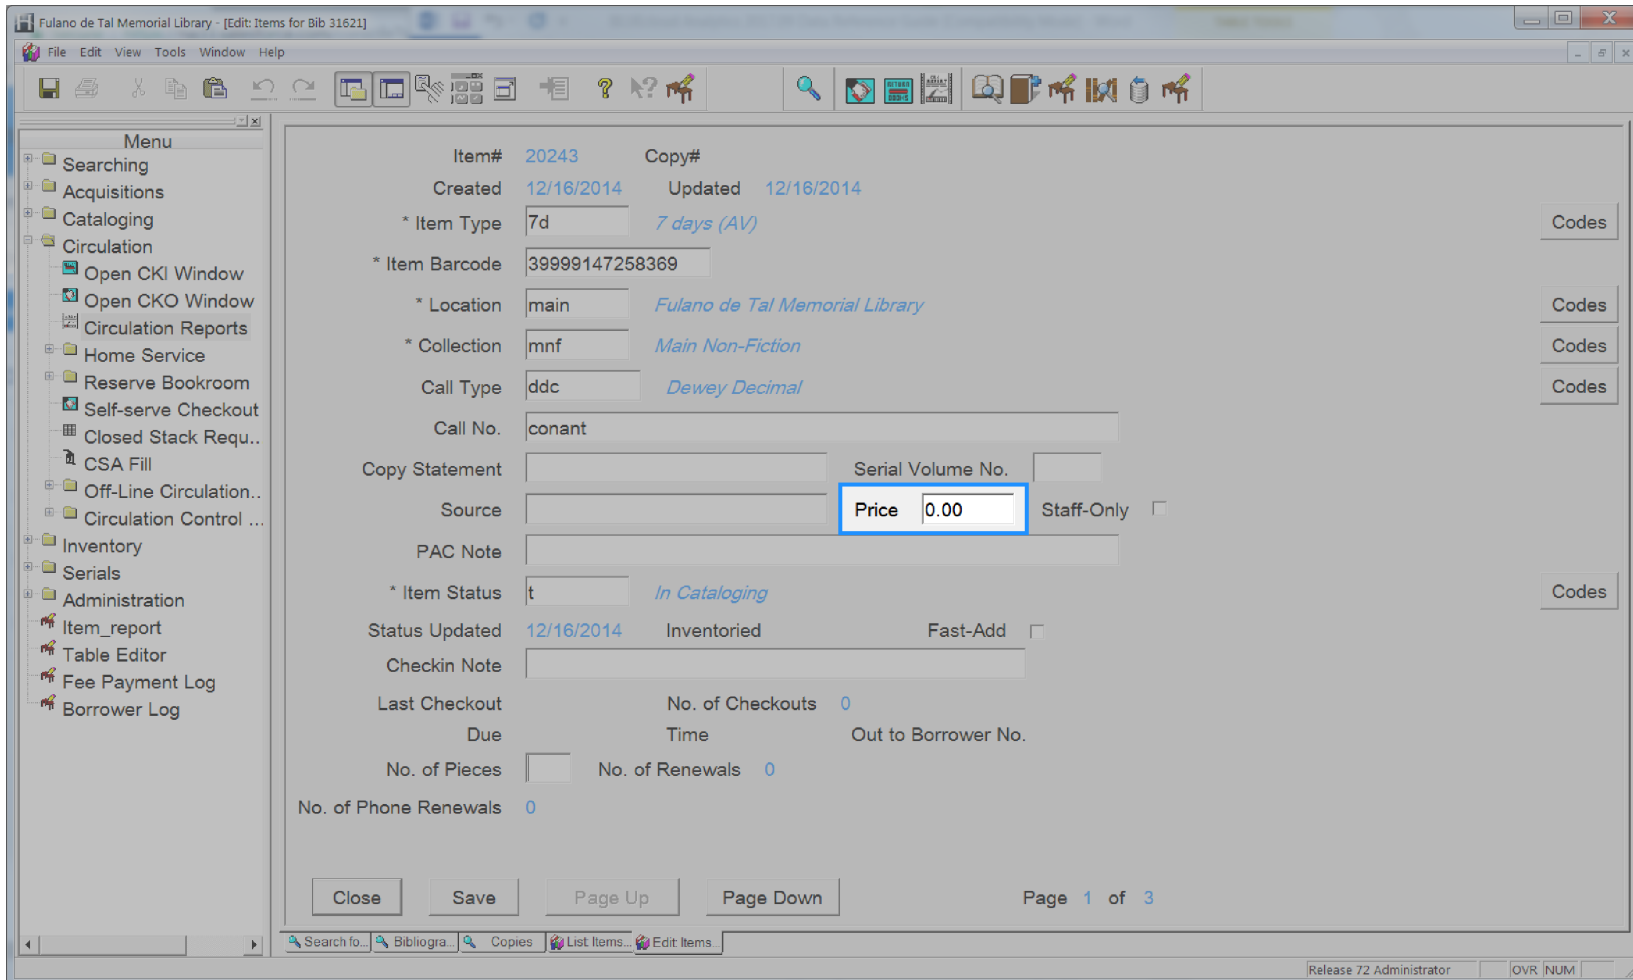 Fulano de Tal Memorial Library - [Edit: Items for Bib 31621]
File Edit View Tools Window Help
Menu
Searching
Acquisitions
Cataloging
Circulation
Open CKI Window
Open CKO Window
Circulation Reports
Home Service
Reserve Bookroom
Self-serve Checkout
Closed Stack Requ..
CSA Fill
Off-Line Circulation..
Circulation Control ...
Inventory
Serials
Administration
Item_report
Table Editor
Fee Payment Log
Borrower Log
Item# 20243 Copy#
Created 12/16/2014 Updated 12/16/2014
* Item Type 7d 7 days (AV) Codes
* Item Barcode 39999147258369
* Location main Fulano de Tal Memorial Library Codes
* Collection mnf Main Non-Fiction Codes
Call Type ddc Dewey Decimal Codes
Call No. conant
Copy Statement Serial Volume No.
Source Price 0.00 Staff-Only
PAC Note
* Item Status t In Cataloging Codes
Status Updated 12/16/2014 Inventoried Fast-Add
Checkin Note
Last Checkout No. of Checkouts 0
Due Time Out to Borrower No.
No. of Pieces No. of Renewals 0
No. of Phone Renewals 0
Close Save Page Up Page Down Page 1 of 3
Search fo... Bibliogra... Copies List: Items... Edit: Items...
Release 72 Administrator OVR NUM